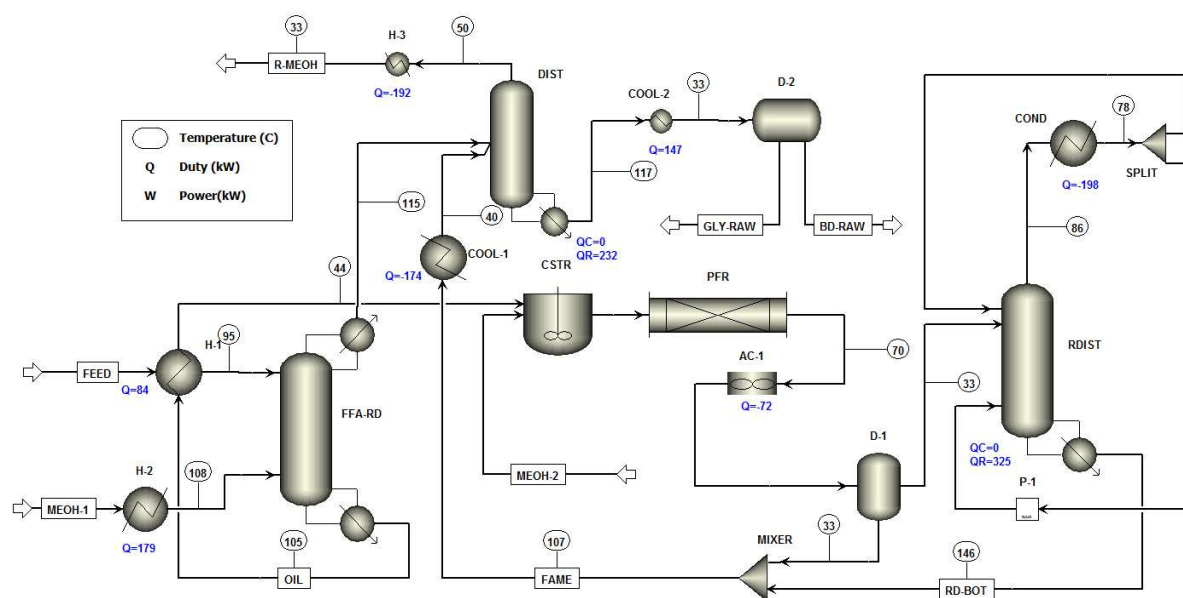 33
H-3
50
R-MEOH
Q=-192
DIST
COOL-2
33
D-2
Q=147
COND
78
Q=-198
SPLIT
Temperature (C)
Q Duty (kW)
W Power(kW)
115
40
117
GLY-RAW
BD-RAW
86
COOL-1
Q=-174
QC=0
QR=232
44
CSTR
PFR
H-1
95
FEED
Q=84
FFA-RD
70
AC-1
Q=-72
33
RDIST
H-2
108
MEOH-1
Q=179
MEOH-2
D-1
QC=0
QR=325
P-1
105
OIL
107
FAME
MIXER
33
146
RD-BOT